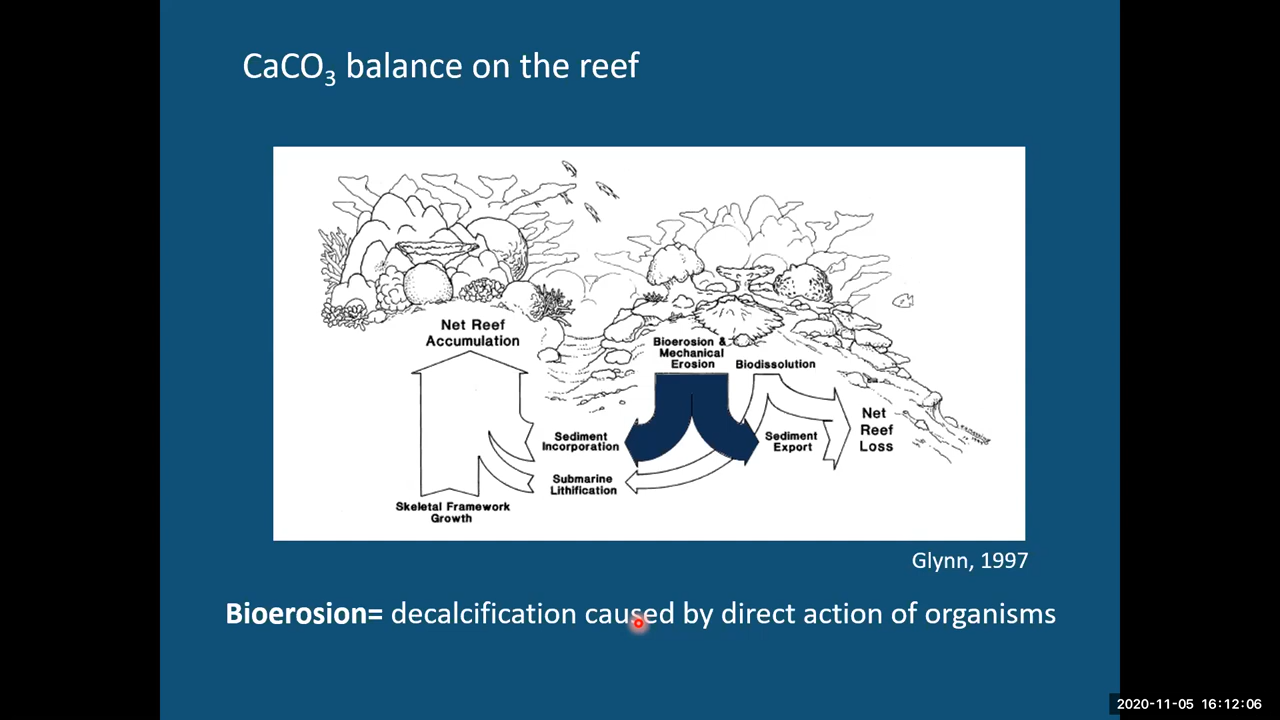 CaCO₃ balance on the reef
Net Reef
Accumulation
Bioerosion &
Mechanical
Erosion
Biodissolution
Sediment
Incorporation
Sediment
Export
Net
Reef
Loss
Submarine
Lithification
Skeletal Framework
Growth
Glynn, 1997
Bioerosion= decalcification caused by direct action of organisms
2020-11-05 16:12:06